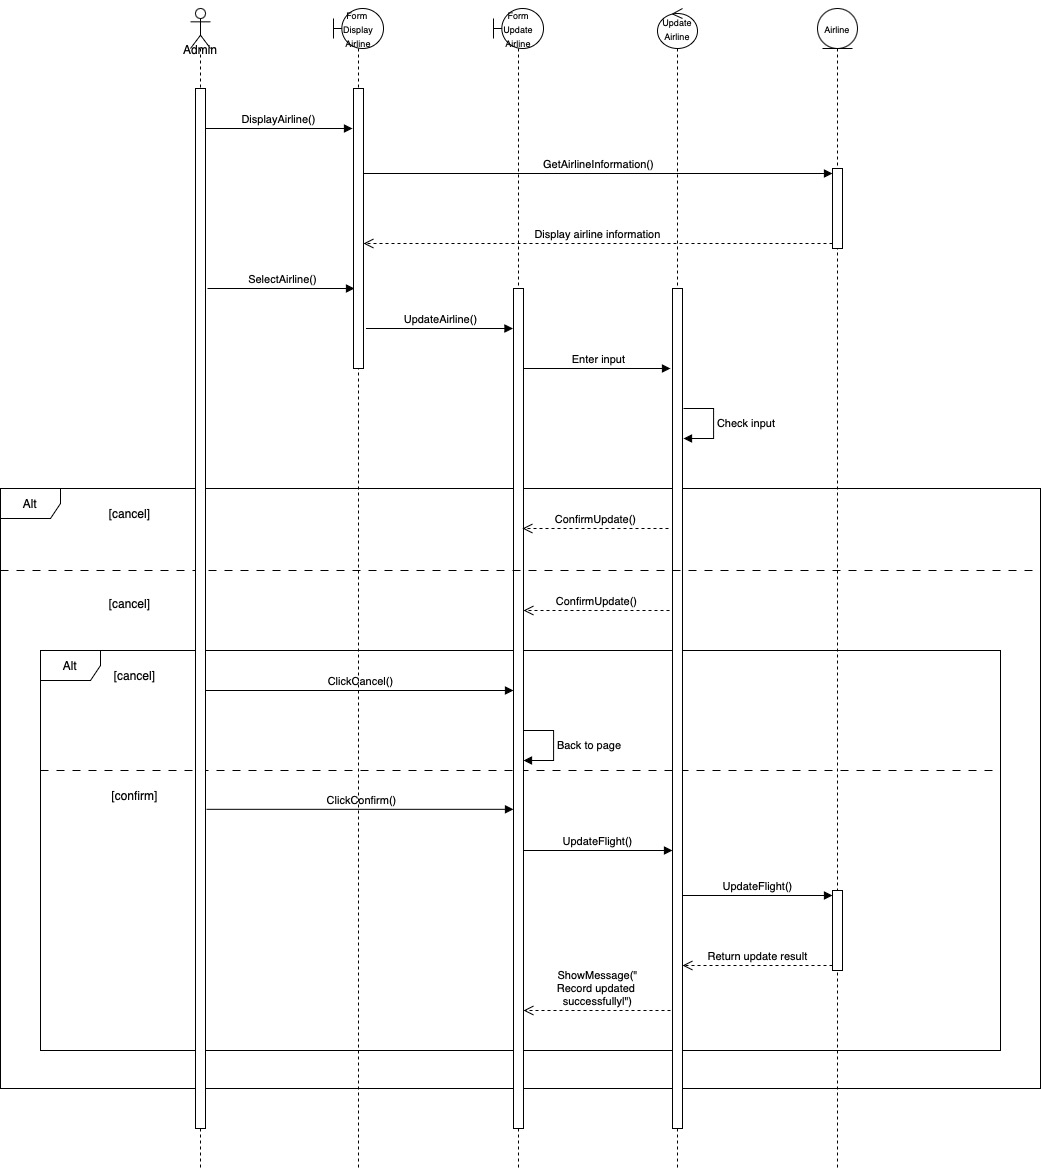 Admin
Form
Display
Airline
Form
Update
Airline
Update
Airline
Airline
DisplayAirline()
GetAirlineInformation()
Display airline information
SelectAirline()
UpdateAirline()
Enter input
Check input
Alt
[cancel]
ConfirmUpdate()
[cancel]
ConfirmUpdate()
Alt
[cancel]
ClickCancel()
Back to page
[confirm]
ClickConfirm()
UpdateFlight()
UpdateFlight()
Return update result
ShowMessage("
Record updated
successfully!")